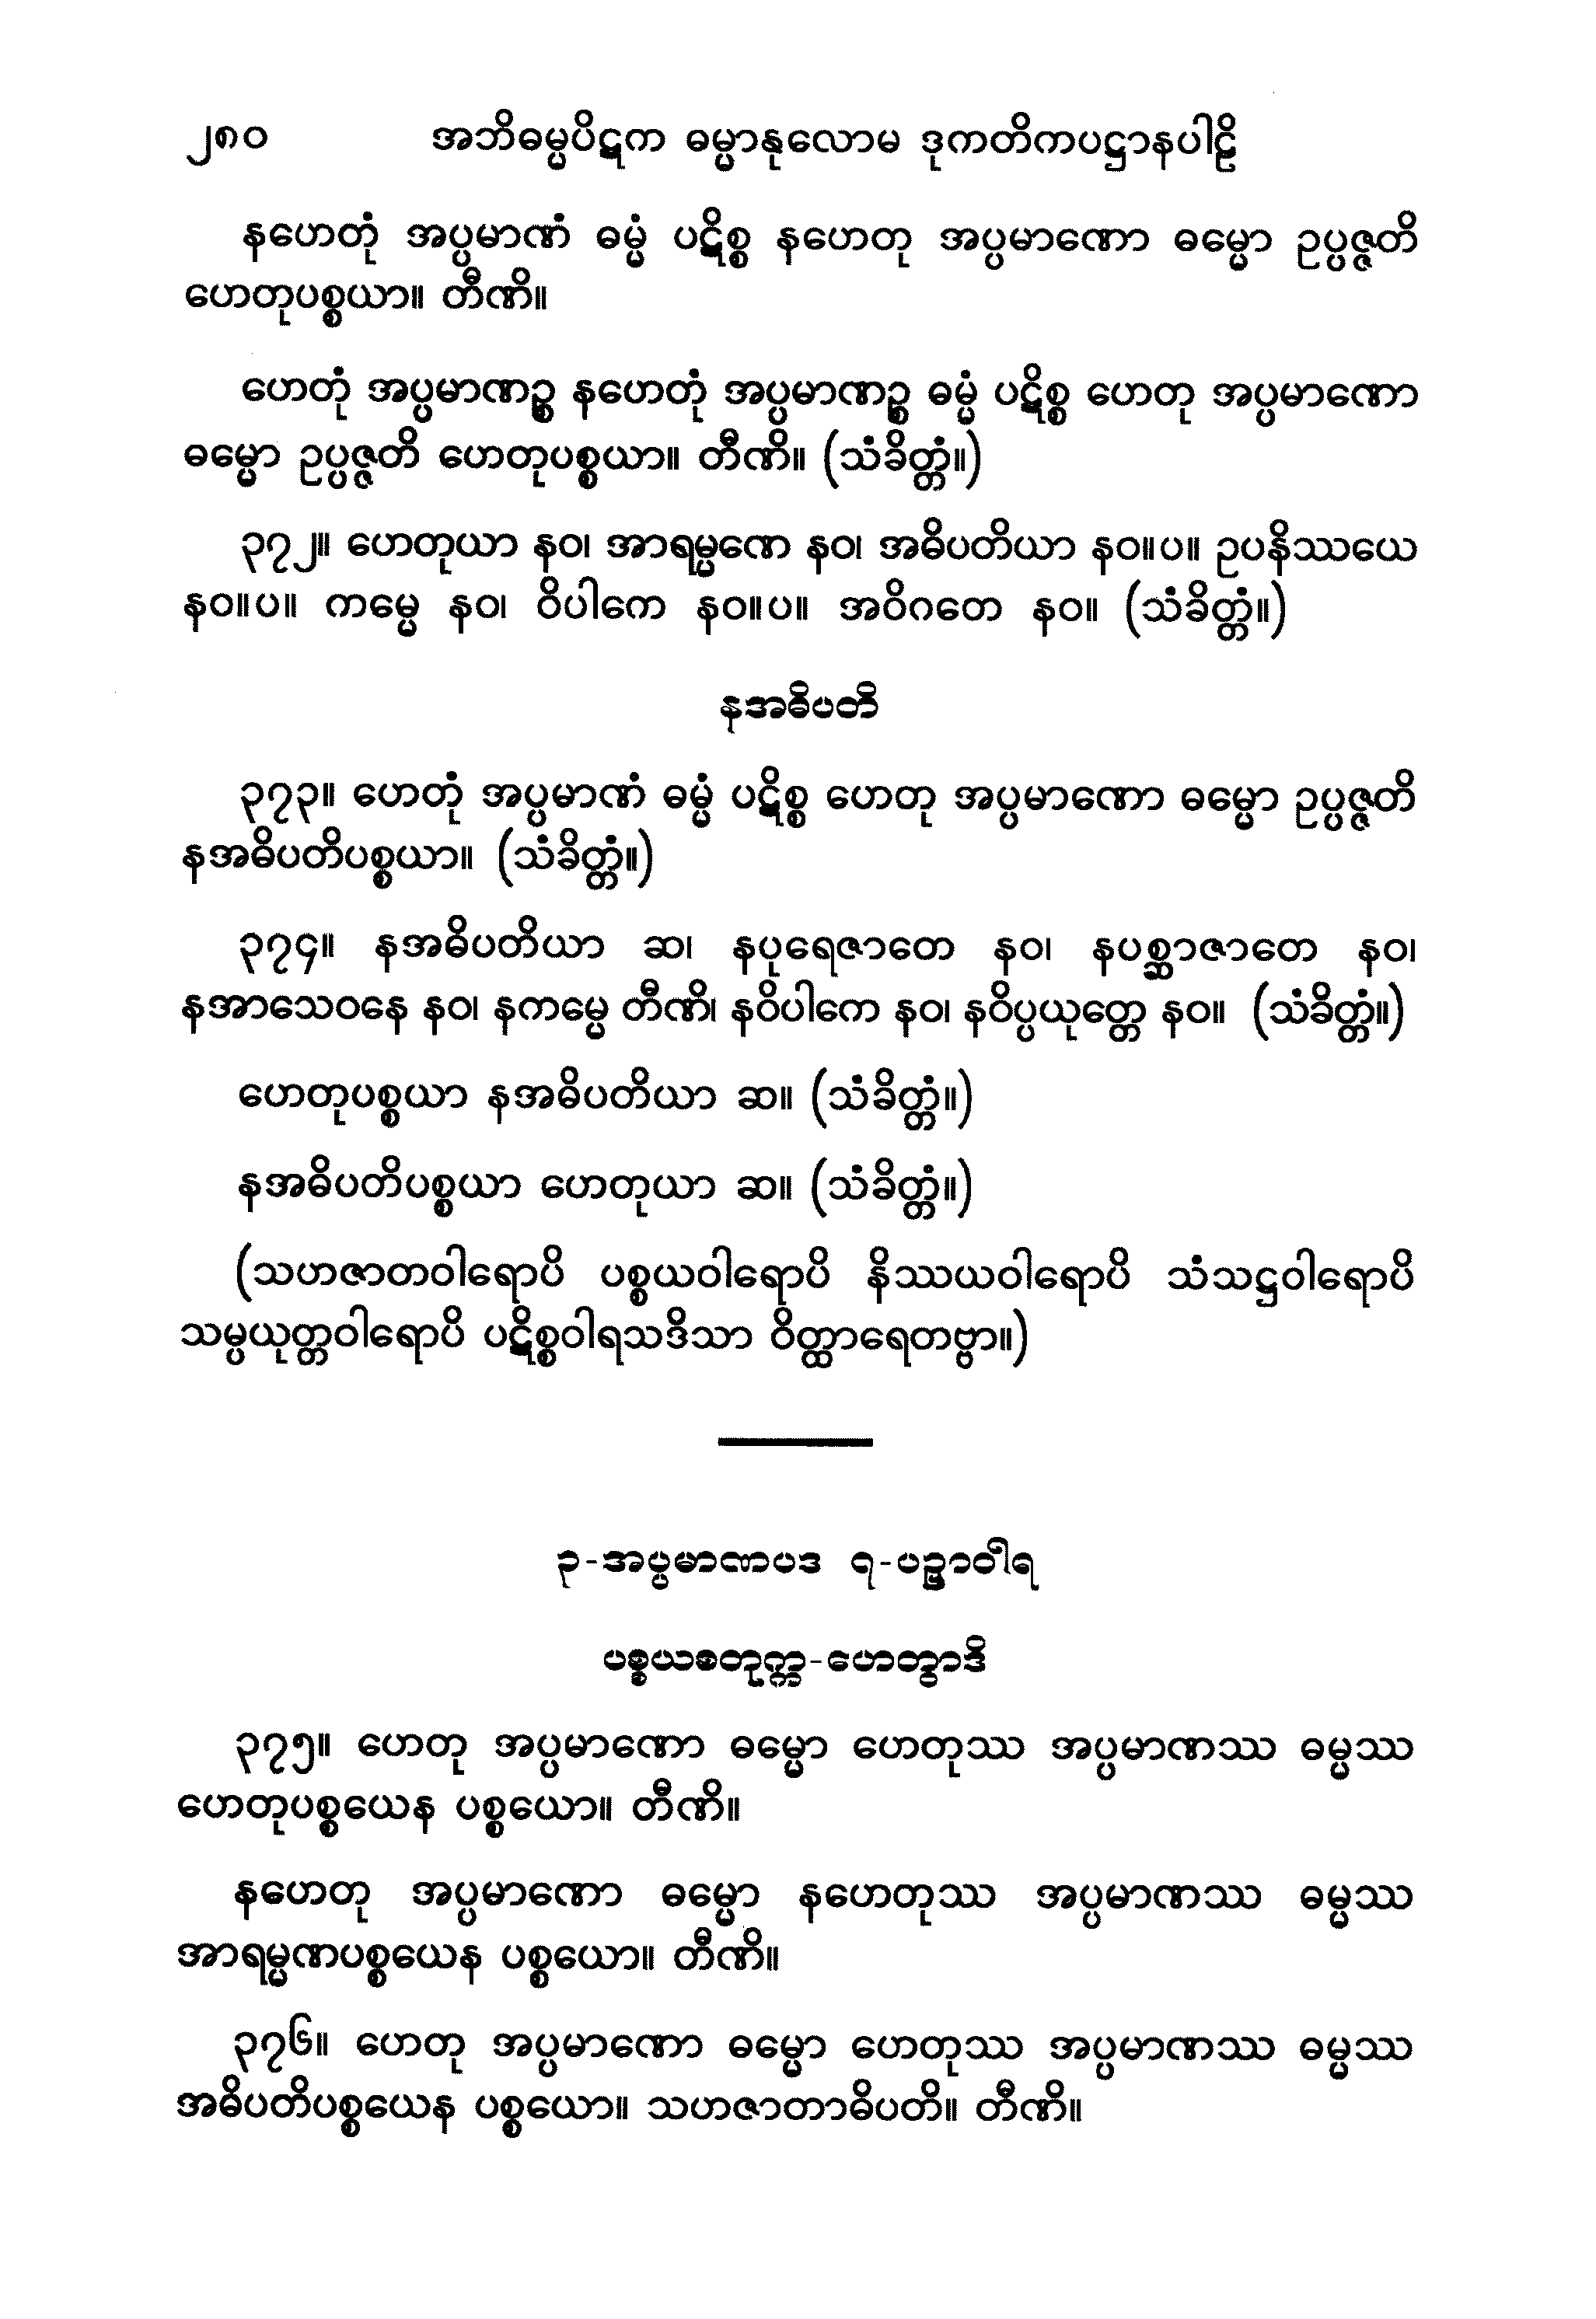 ၂၈၀ အဘိဓမ္မပိဋက ဓမ္မာနုလောမ ဒုကတိကပဋ္ဌာနပါဠိ
နဟေတုံ အပ္ပမာဏံ ဓမ္မံ ပဋိစ္စ နဟေတု အပ္ပမာဏော ဓမ္မော ဥပ္ပဇ္ဇတိ
ဟေတုပစ္စယာ။ တီဏိ။
ဟေတုံ အပ္ပမာဏဉ္စ နဟေတုံ အပ္ပမာဏဉ္စ ဓမ္မံ ပဋိစ္စ ဟေတု အပ္ပမာဏော
ဓမ္မော ဥပ္ပဇ္ဇတိ ဟေတုပစ္စယာ။ တီဏိ။ (သံခိတ္တံ။)
၃၇၂။ ဟေတုယာ နဝ၊ အာရမ္မဏေ နဝ၊ အဓိပတိယာ နဝ။ပ။ ဥပနိဿယေ
နဝ။ပ။ ကမ္မေ နဝ၊ ဝိပါကေ နဝ။ပ။ အဝိဂတေ နဝ။ (သံခိတ္တံ။)
နအဓိပတိ
၃၇၃။ ဟေတုံ အပ္ပမာဏံ ဓမ္မံ ပဋိစ္စ ဟေတု အပ္ပမာဏော ဓမ္မော ဥပ္ပဇ္ဇတိ
နအဓိပတိပစ္စယာ။ (သံခိတ္တံ။)
၃၇၄။ နအဓိပတိယာ ဆ၊ နပုရေဇာတေ နဝ၊ နပစ္ဆာဇာတေ နဝ၊
နအာသေဝနေ နဝ၊ နကမ္မေ တီဏိ၊ နဝိပါကေ နဝ၊ နဝိပ္ပယုတ္တေ နဝ။ (သံခိတ္တံ။)
ဟေတုပစ္စယာ နအဓိပတိယာ ဆ။ (သံခိတ္တံ။)
နအဓိပတိပစ္စယာ ဟေတုယာ ဆ။ (သံခိတ္တံ။)
(သဟဇာတဝါရောပိ ပစ္စယဝါရောပိ နိဿယဝါရောပိ သံသဋ္ဌဝါရောပိ
သမ္ပယုတ္တဝါရောပိ ပဋိစ္စဝါရသဒိသာ ဝိတ္ထာရေတဗ္ဗာ။)
၃-အပ္ပမာဏပဒ ၇-ပဉှာဝါရ
ပစ္စယစတုက္က-ဟေတွာဒိ
၃၇၅။ ဟေတု အပ္ပမာဏော ဓမ္မော ဟေတုဿ အပ္ပမာဏဿ ဓမ္မဿ
ဟေတုပစ္စယေန ပစ္စယော။ တီဏိ။
နဟေတု အပ္ပမာဏော ဓမ္မော နဟေတုဿ အပ္ပမာဏဿ ဓမ္မဿ
အာရမ္မဏပစ္စယေန ပစ္စယော။ တီဏိ။
၃၇၆။ ဟေတု အပ္ပမာဏော ဓမ္မော ဟေတုဿ အပ္ပမာဏဿ ဓမ္မဿ
အဓိပတိပစ္စယေန ပစ္စယော။ သဟဇာတာဓိပတိ။ တီဏိ။